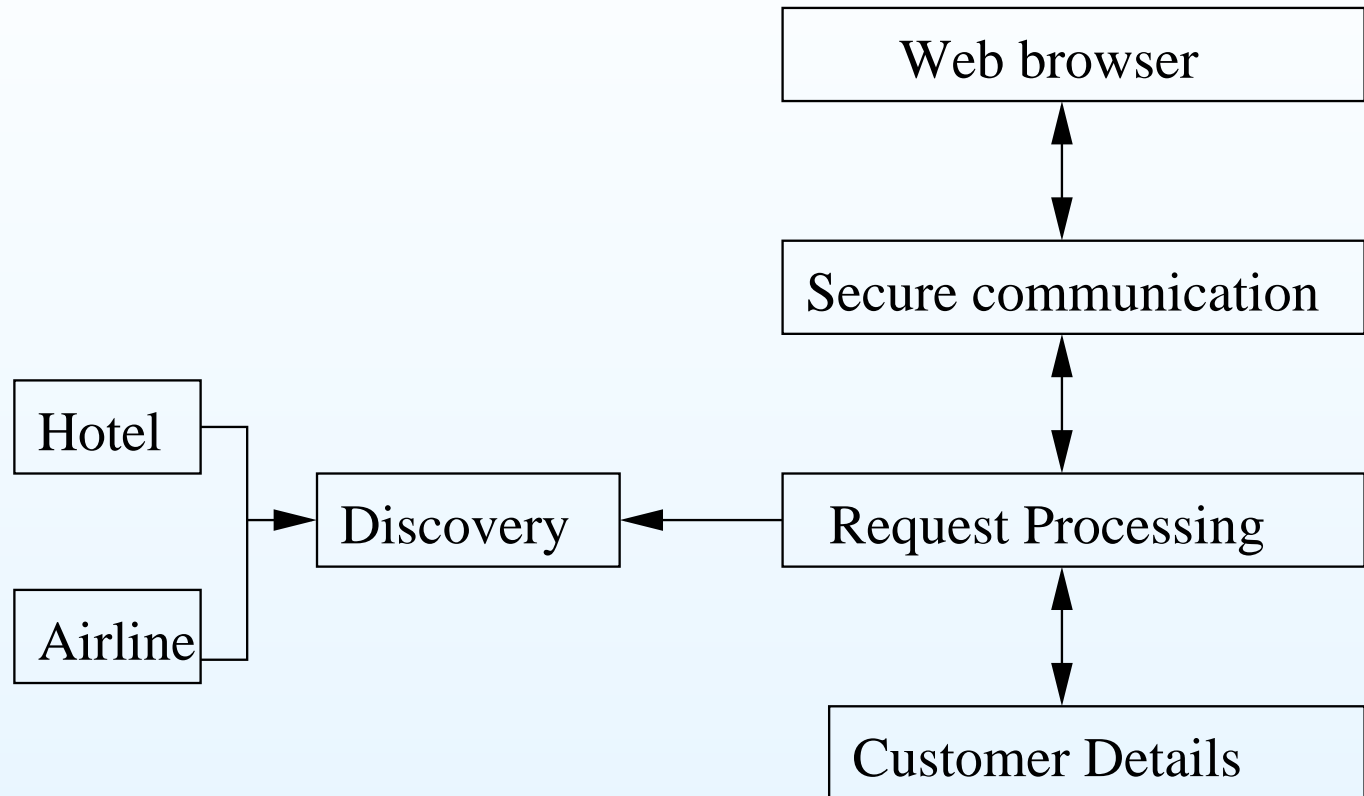 Web browser
Secure communication
Hotel
Discovery
Request Processing
Airline
Customer Details